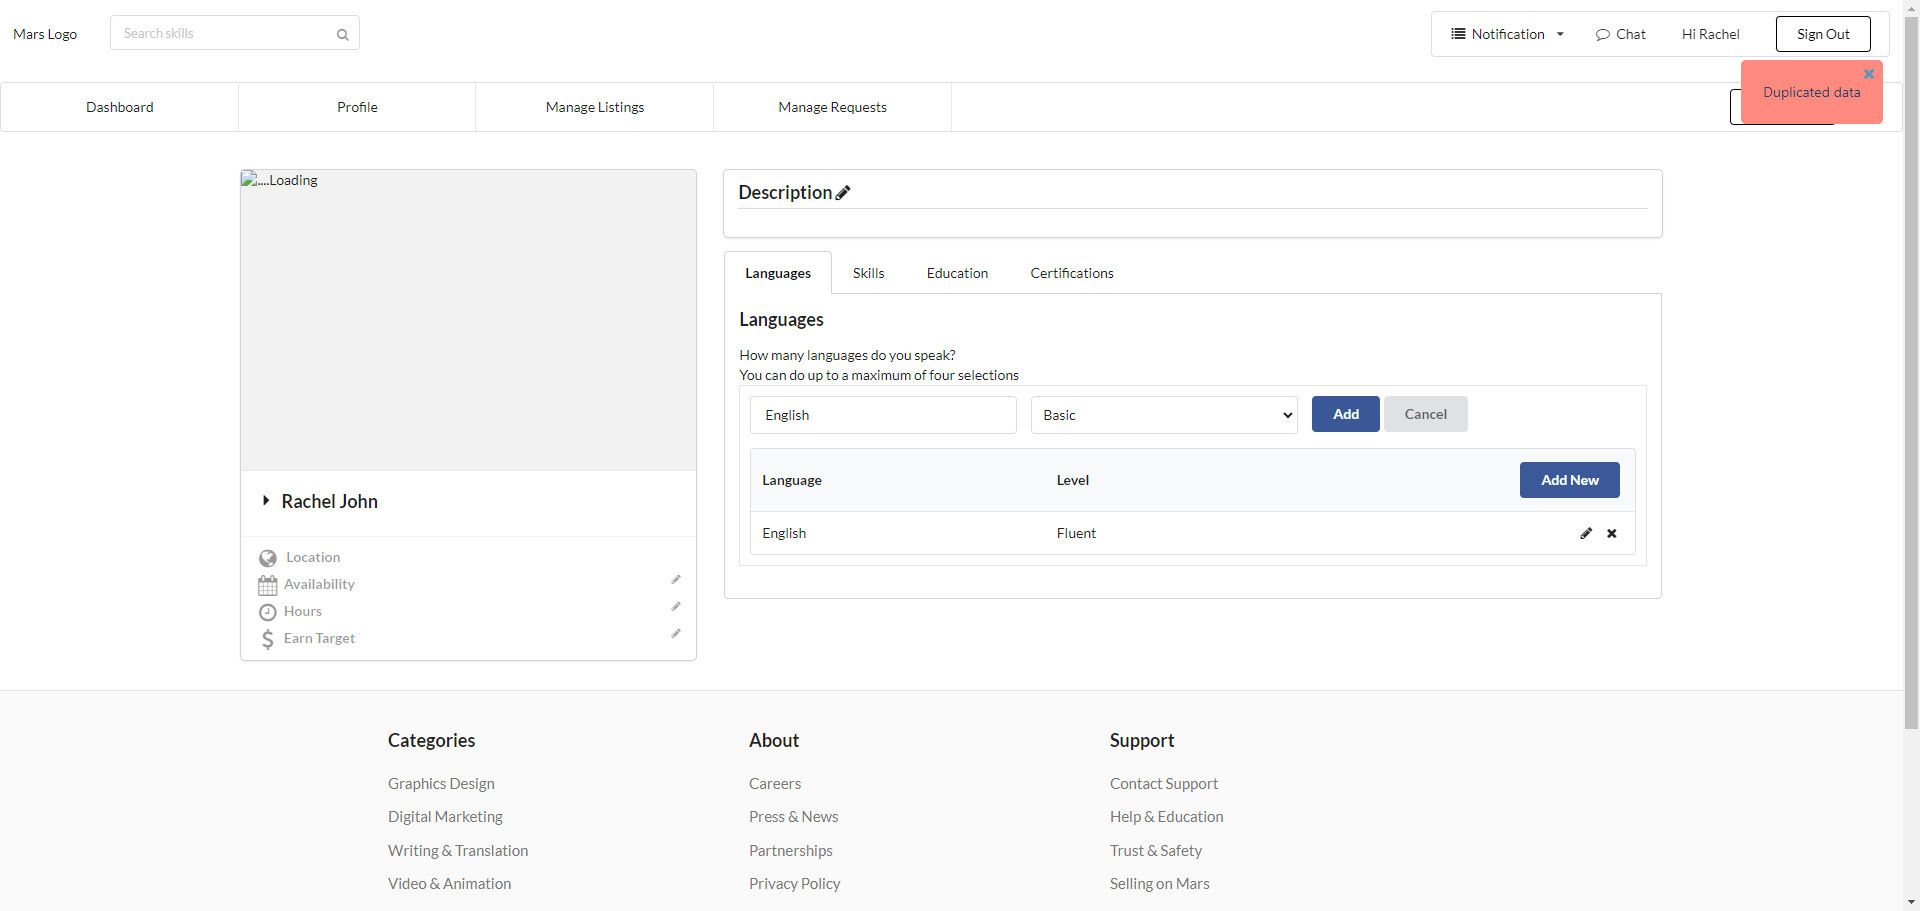 Mars Logo
Search skills
Notification
Chat
Hi Rachel
Sign Out
Duplicated data
Dashboard
Profile
Manage Listings
Manage Requests
....Loading
Description
Languages
Skills
Education
Certifications
Languages
How many languages do you speak?
You can do up to a maximum of four selections
English
Basic
Add
Cancel
Language
Level
Add New
English
Fluent
Rachel John
Location
Availability
Hours
Earn Target
Categories
Graphics Design
Digital Marketing
Writing & Translation
Video & Animation
About
Careers
Press & News
Partnerships
Privacy Policy
Support
Contact Support
Help & Education
Trust & Safety
Selling on Mars